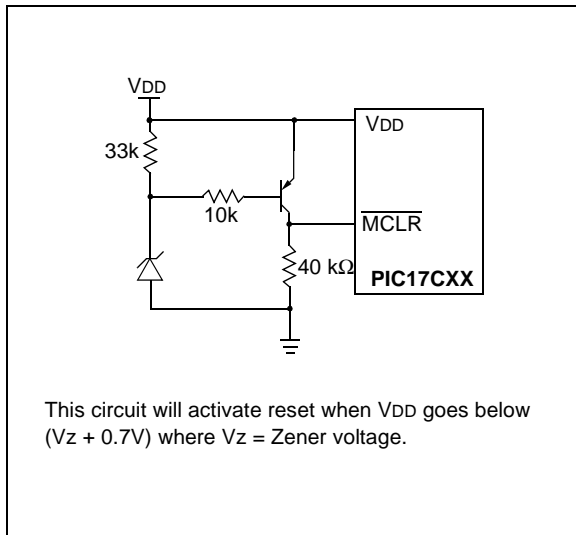 VDD
VDD
33k
10k
MCLR
40 kΩ
PIC17CXX
This circuit will activate reset when VDD goes below
(Vz + 0.7V) where Vz = Zener voltage.